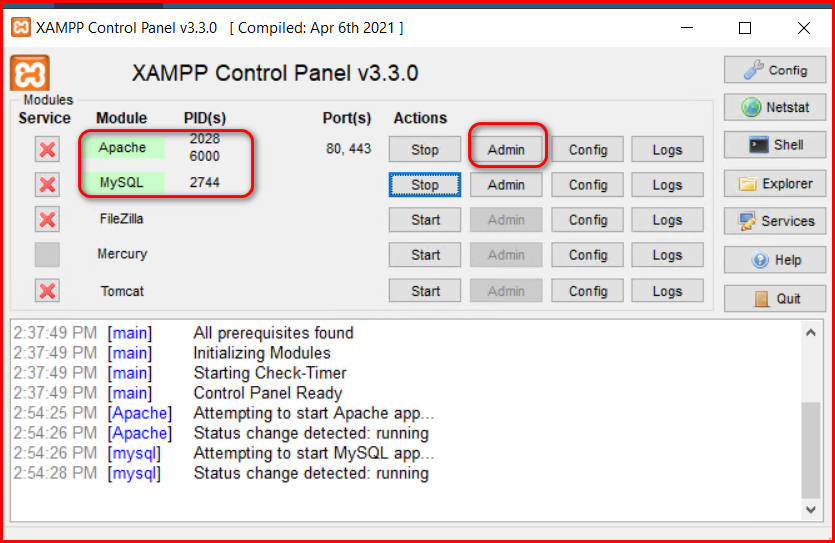 XAMPP Control Panel v3.3.0 [ Compiled: Apr 6th 2021 ]
XAMPP Control Panel v3.3.0
Config
Modules
Service Module PID(s) Port(s) Actions
Netstat
Apache 2028 6000 80, 443 Stop Admin Config Logs
Shell
MySQL 2744 Stop Admin Config Logs
Explorer
FileZilla Start Admin Config Logs
Services
Mercury Start Admin Config Logs
Help
Tomcat Start Admin Config Logs
Quit
2:37:49 PM [main] All prerequisites found
2:37:49 PM [main] Initializing Modules
2:37:49 PM [main] Starting Check-Timer
2:37:49 PM [main] Control Panel Ready
2:54:25 PM [Apache] Attempting to start Apache app...
2:54:26 PM [Apache] Status change detected: running
2:54:26 PM [mysql] Attempting to start MySQL app...
2:54:28 PM [mysql] Status change detected: running